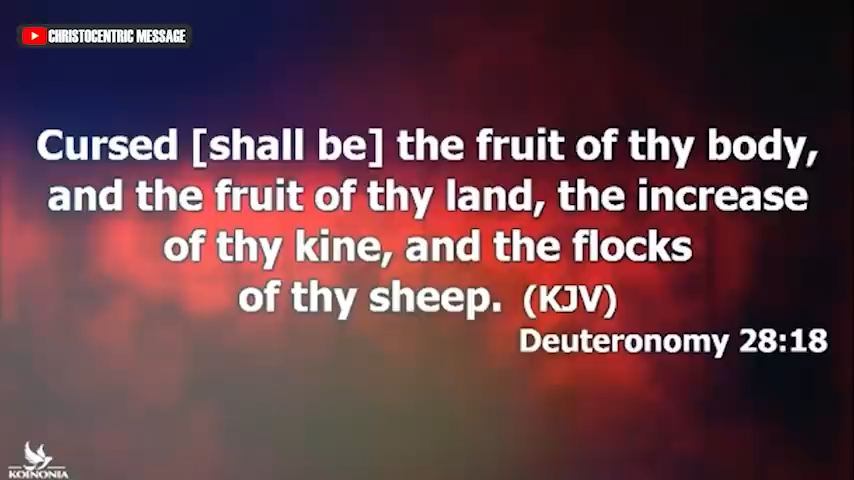 CHRISTOCENTRIC MESSAGE
Cursed [shall be] the fruit of thy body,
and the fruit of thy land, the increase
of thy kine, and the flocks
of thy sheep. (KJV)
Deuteronomy 28:18
KOINONIA